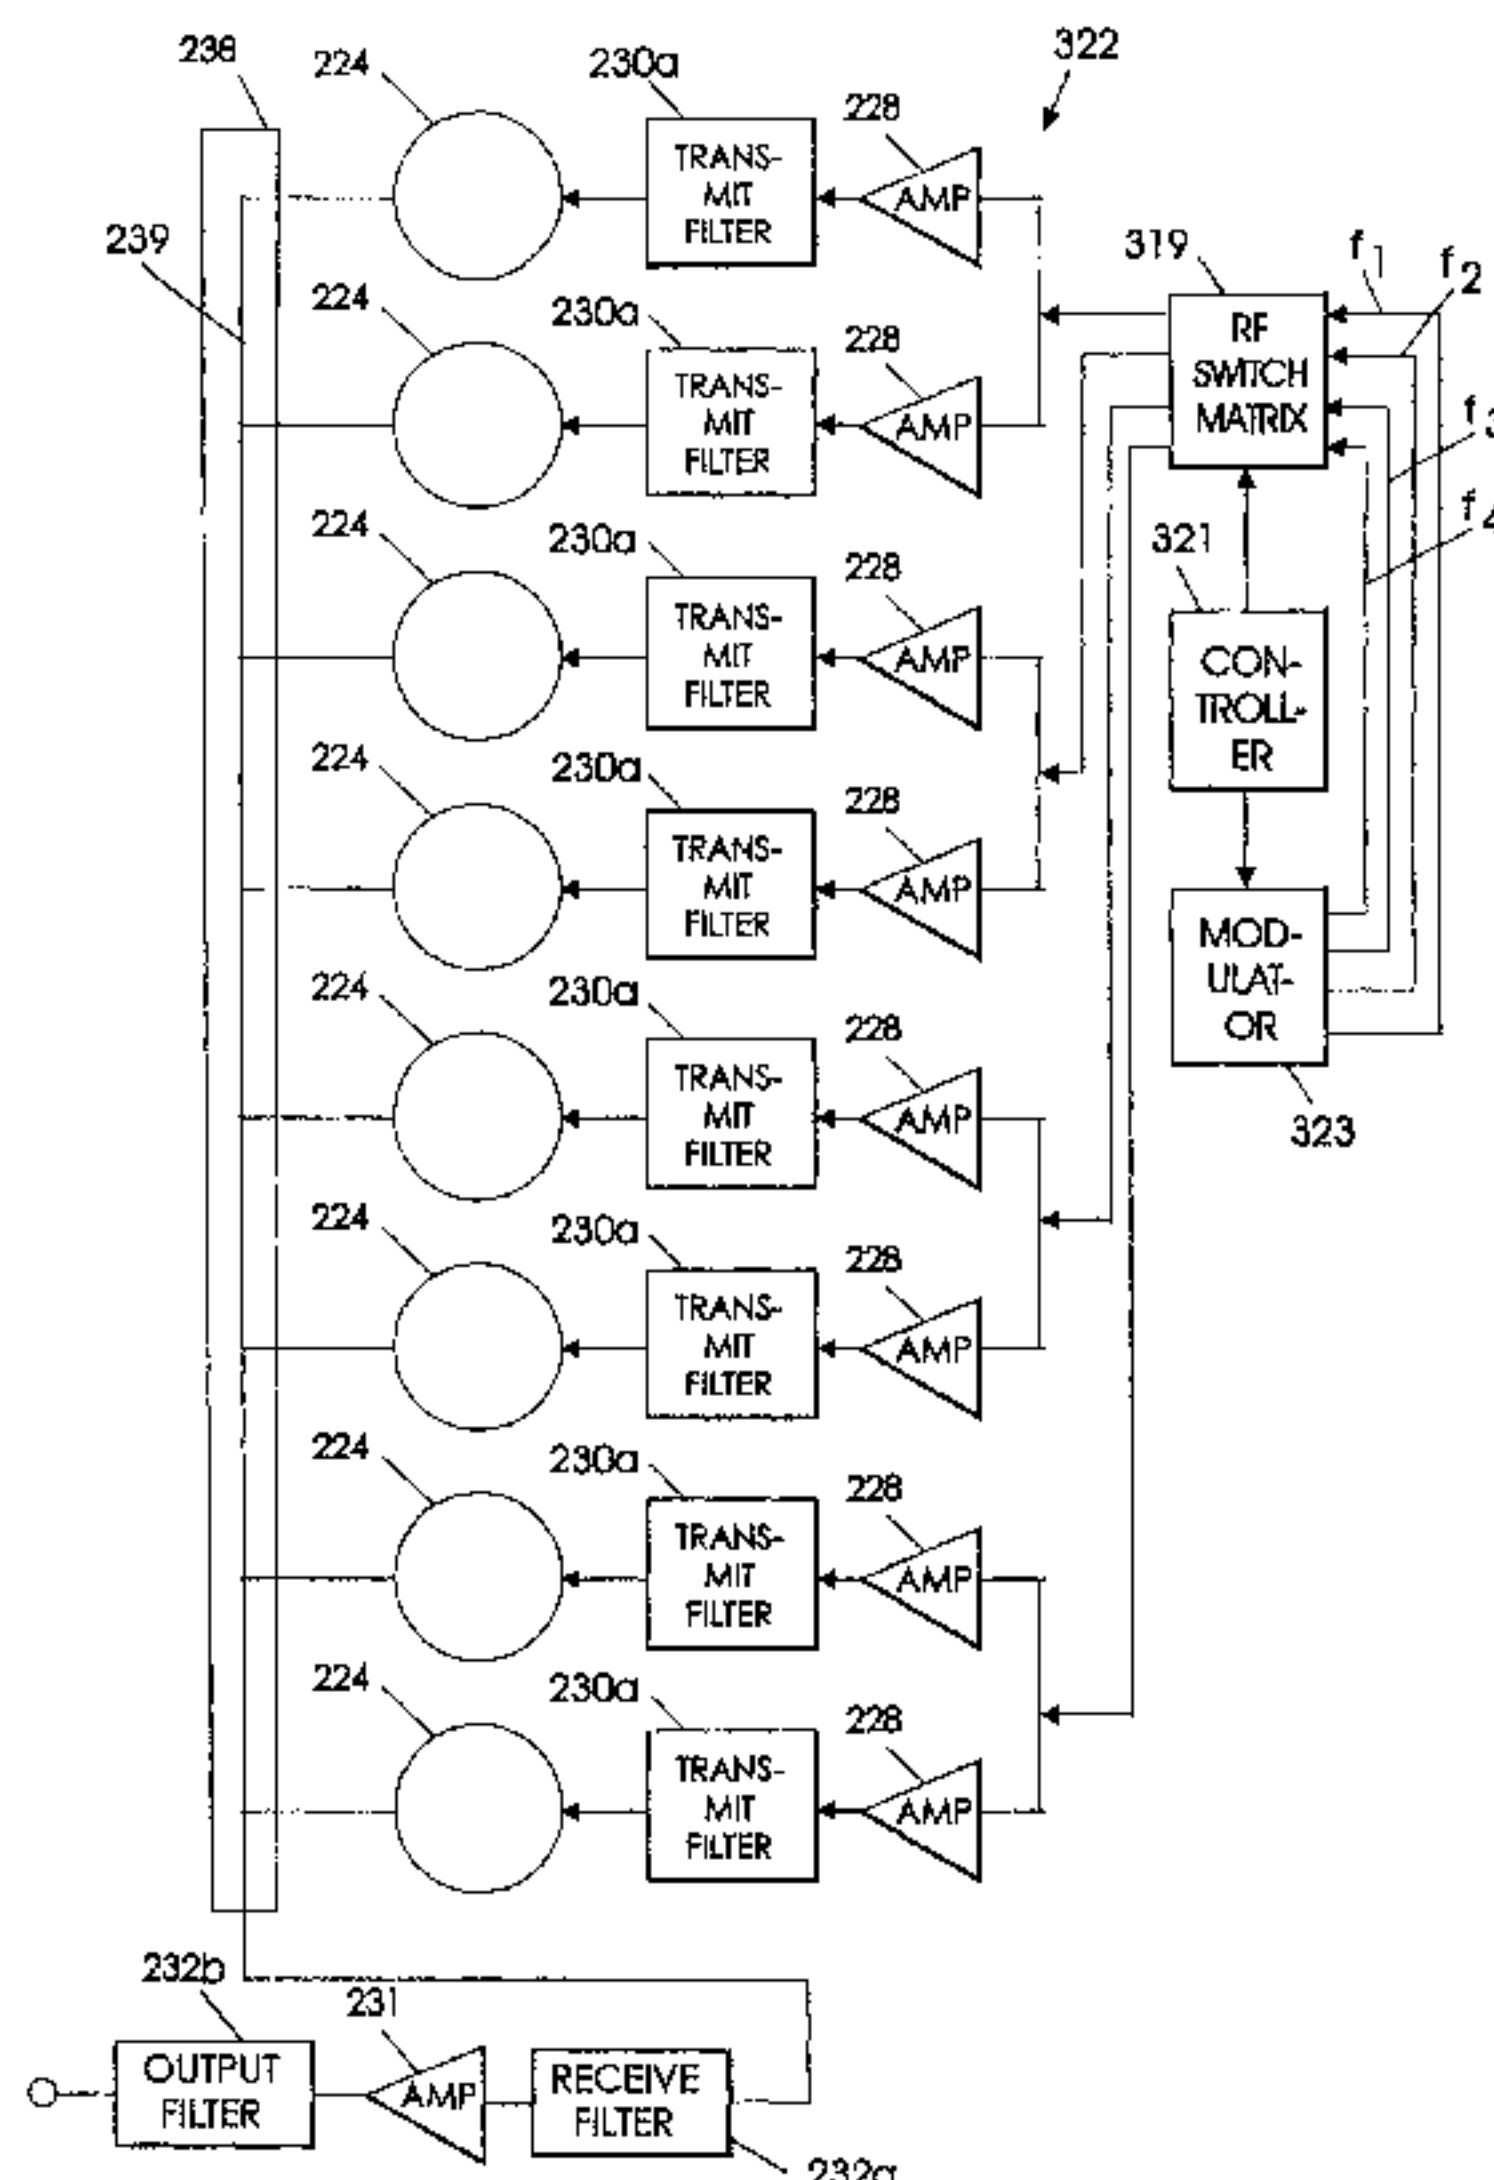 238
224
230a
322
228
TRANS-
MIT
FILTER
AMP
239
319
f1
f2
224
230a
228
RF
SWITCH
MATRIX
TRANS-
MIT
FILTER
AMP
f3
f4
224
230a
228
321
TRANS-
MIT
FILTER
AMP
CON-
TROLL-
ER
224
230a
228
TRANS-
MIT
FILTER
AMP
MOD-
ULAT-
OR
323
224
230a
228
TRANS-
MIT
FILTER
AMP
224
230a
228
TRANS-
MIT
FILTER
AMP
224
230a
228
TRANS-
MIT
FILTER
AMP
224
230a
228
TRANS-
MIT
FILTER
AMP
232b
231
OUTPUT
FILTER
AMP
RECEIVE
FILTER
232a